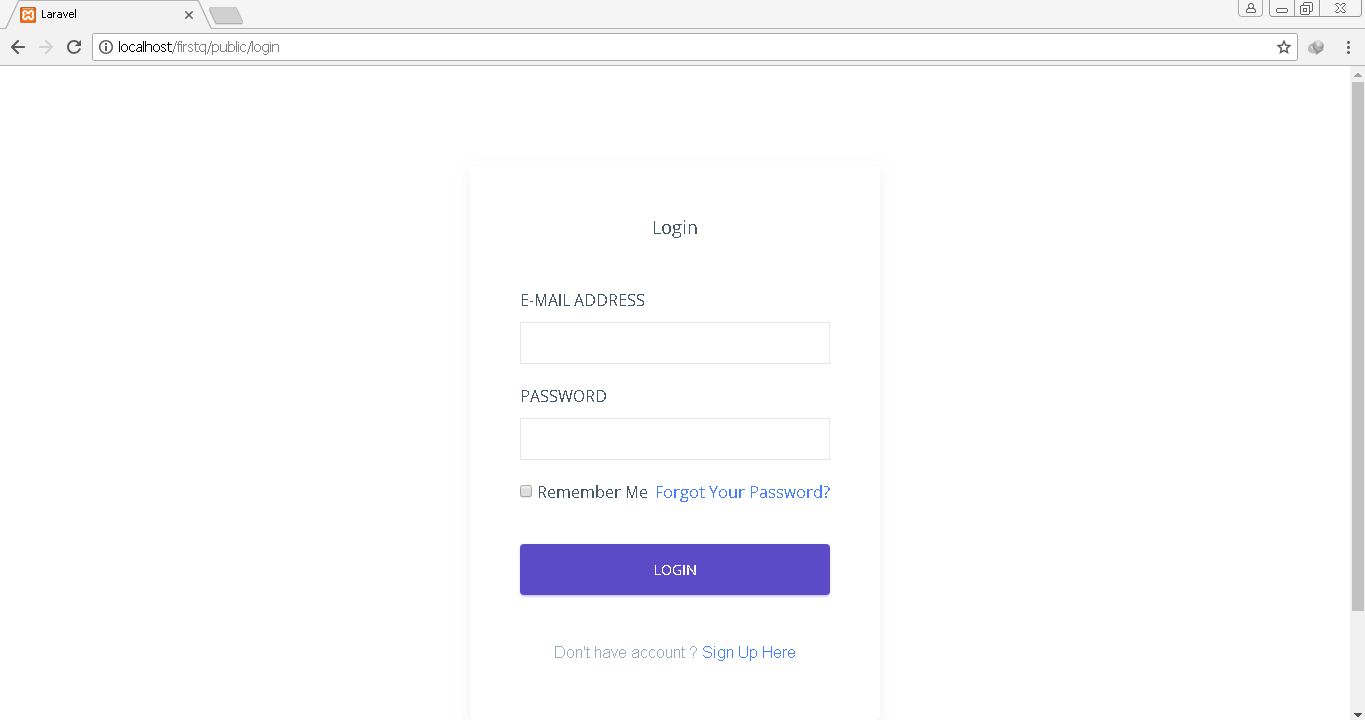 Laravel
localhost/firstq/public/login
Login
E-MAIL ADDRESS
PASSWORD
Remember Me Forgot Your Password?
LOGIN
Don't have account ? Sign Up Here